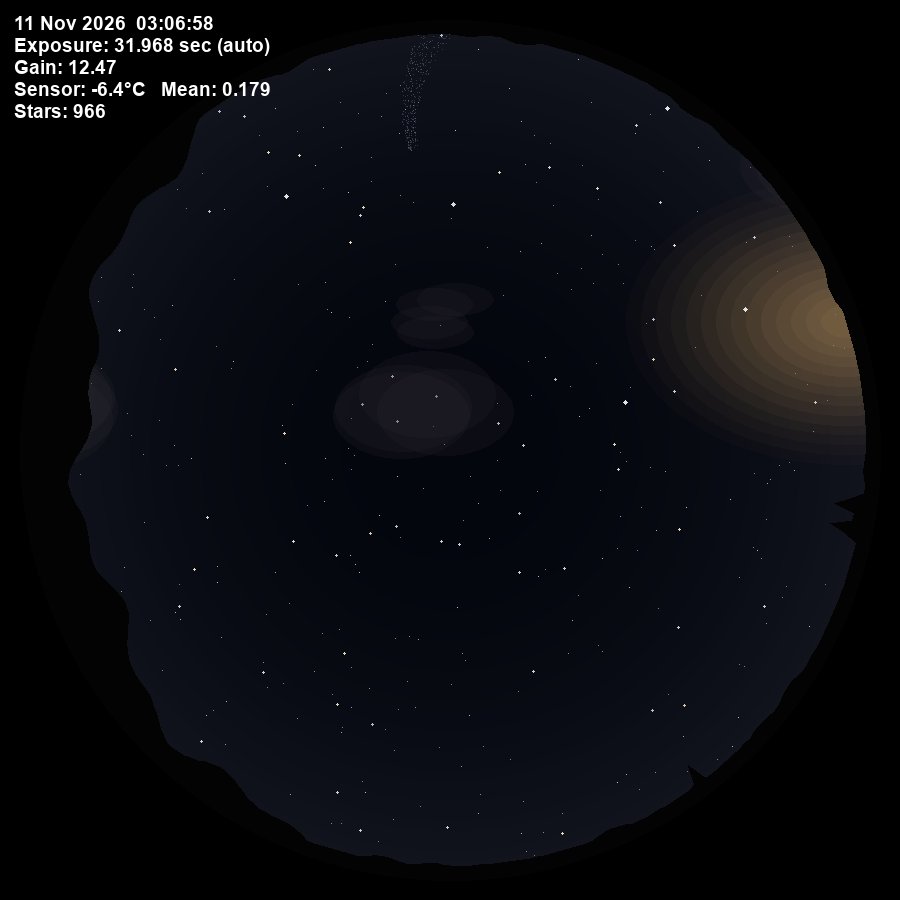 11 Nov 2026  03:06:58
Exposure: 31.968 sec (auto)
Gain: 12.47
Sensor: -6.4°C   Mean: 0.179
Stars: 966